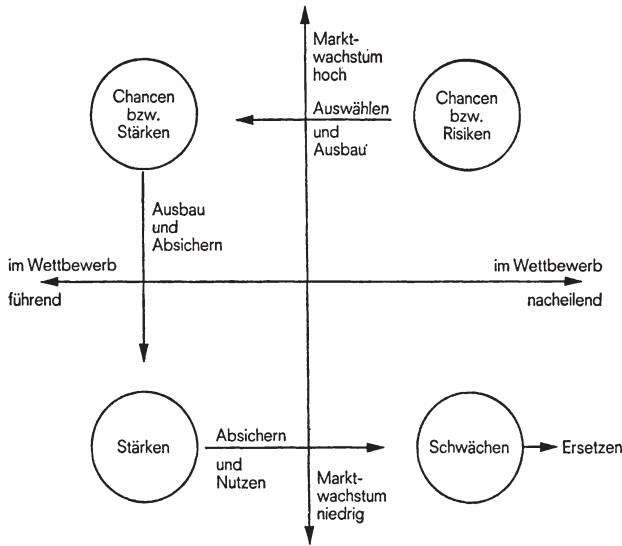 Markt-
wachstum
hoch
Chancen
bzw.
Stärken
Auswählen
und
Ausbau
Chancen
bzw.
Risiken
Ausbau
und
Absichern
im Wettbewerb
führend
im Wettbewerb
nacheilend
Stärken
Absichern
und
Nutzen
Markt-
wachstum
niedrig
Schwächen
Ersetzen